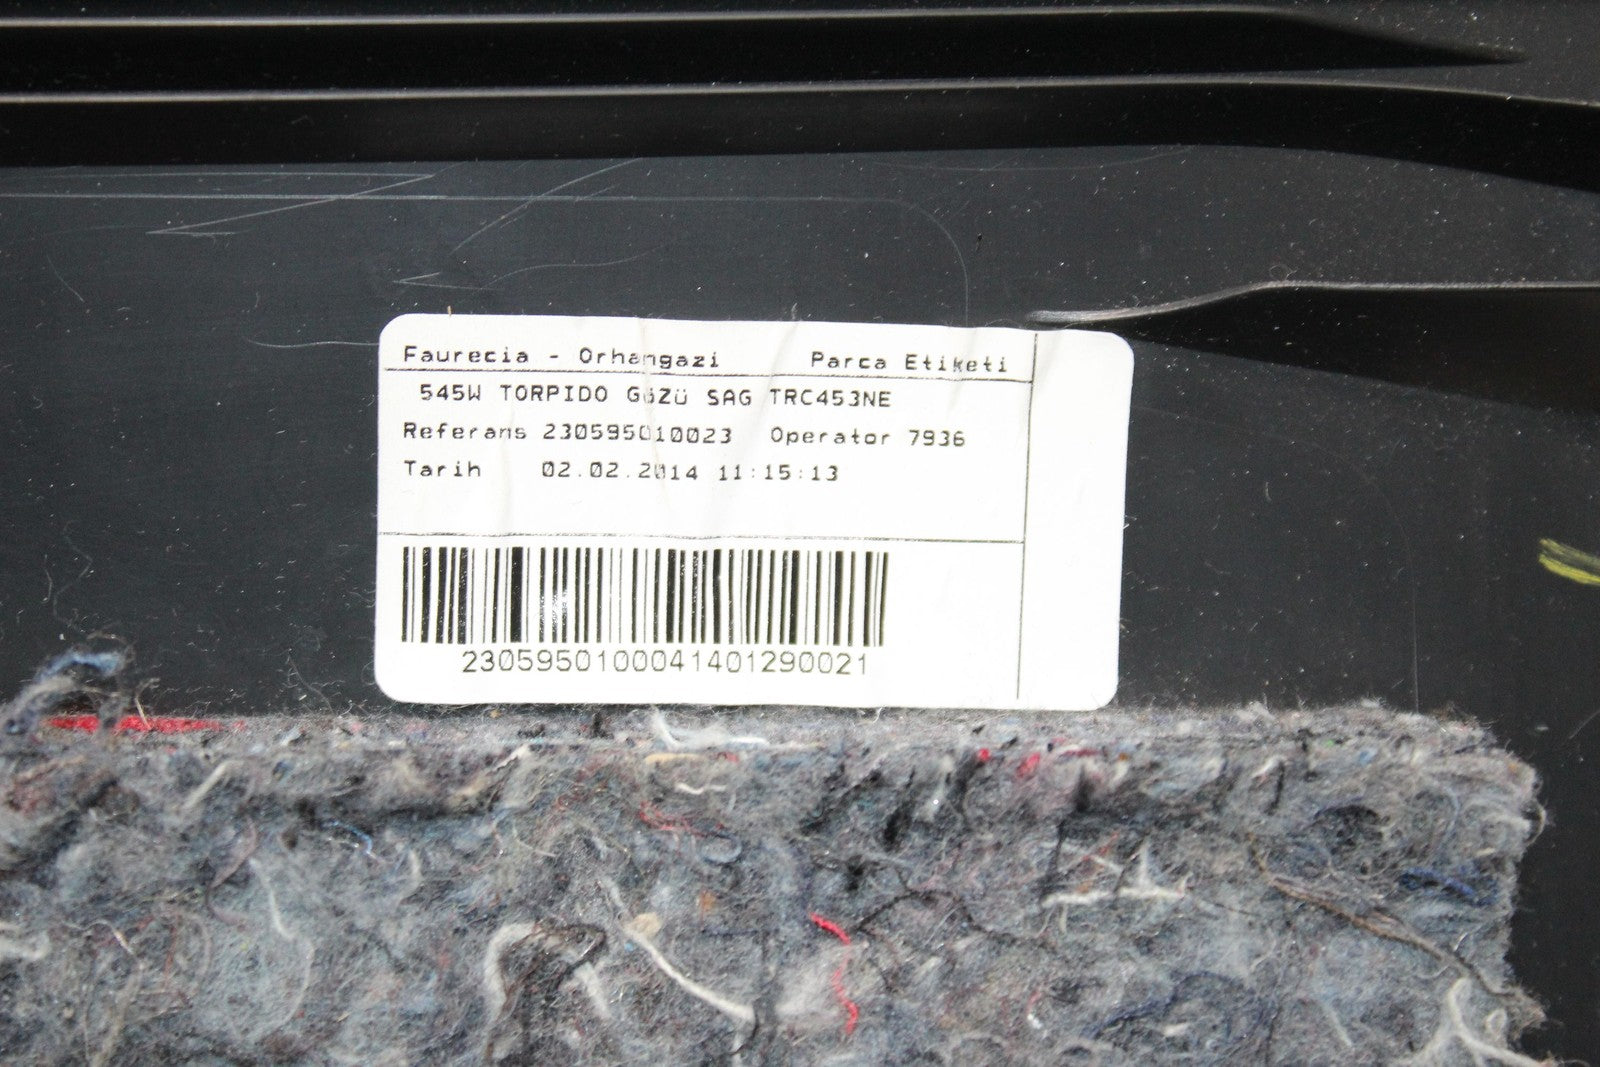 Faurecia - Orhangazi Parca Etiketi
545W TORPIDO GöZü SAG TRC453NE
Referans 230595010023 Operator 7936
Tarih 02.02.2014 11:15:13
2305950100041401290021